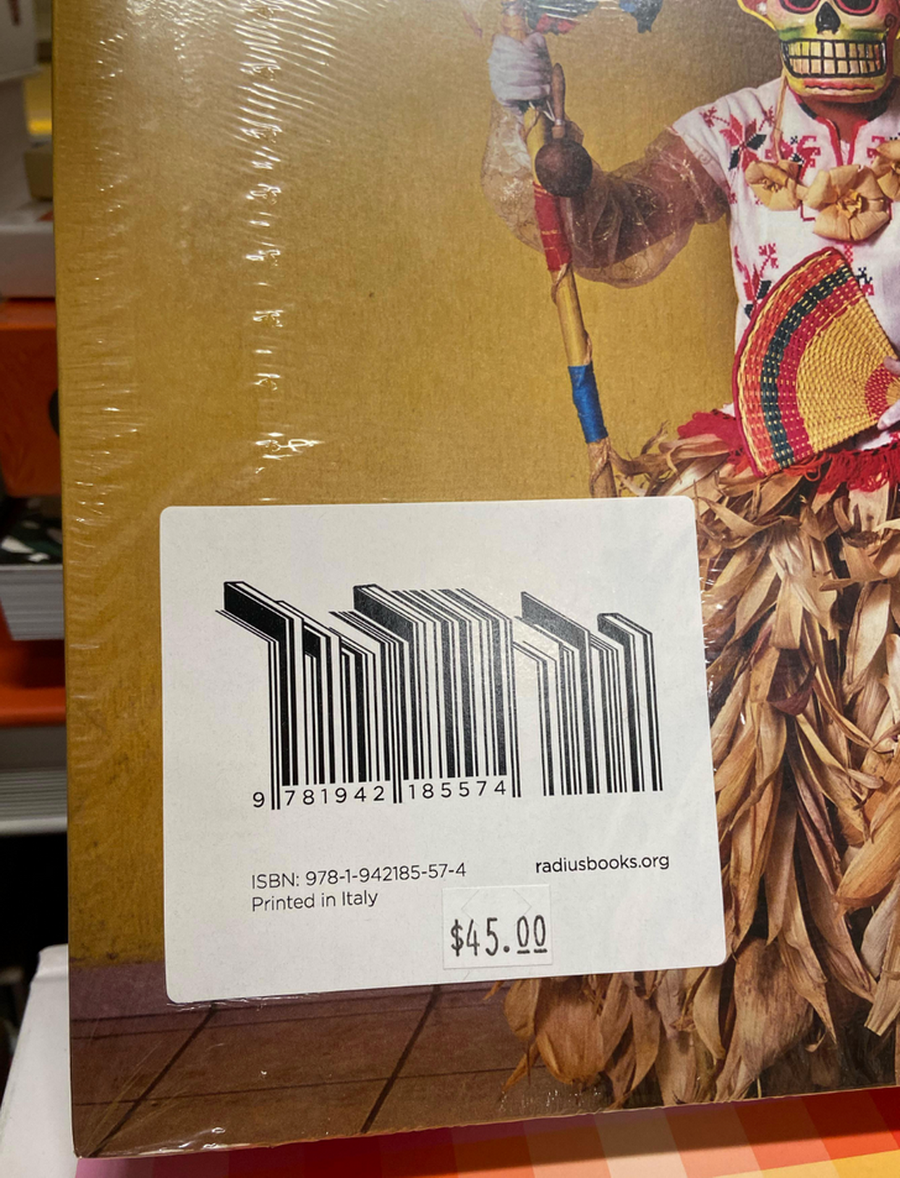 9 781942 185574
ISBN: 978-1-942185-57-4
Printed in Italy
radiusbooks.org
$45.00